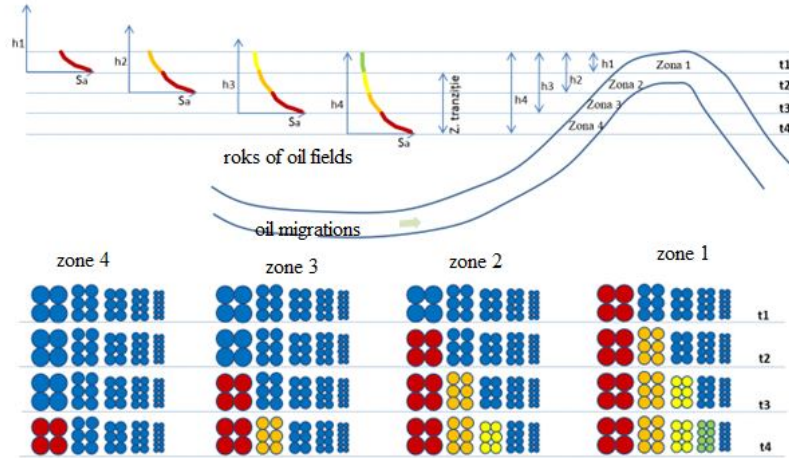 h1
h2
h3
h4
Sa
Sa
Sa
Sa
Z. tranziție
h4
h3
h2
h1
Zona 1
Zona 2
Zona 3
Zona 4
t1
t2
t3
t4
roks of oil fields
oil migrations
zone 4
zone 3
zone 2
zone 1
t1
t2
t3
t4